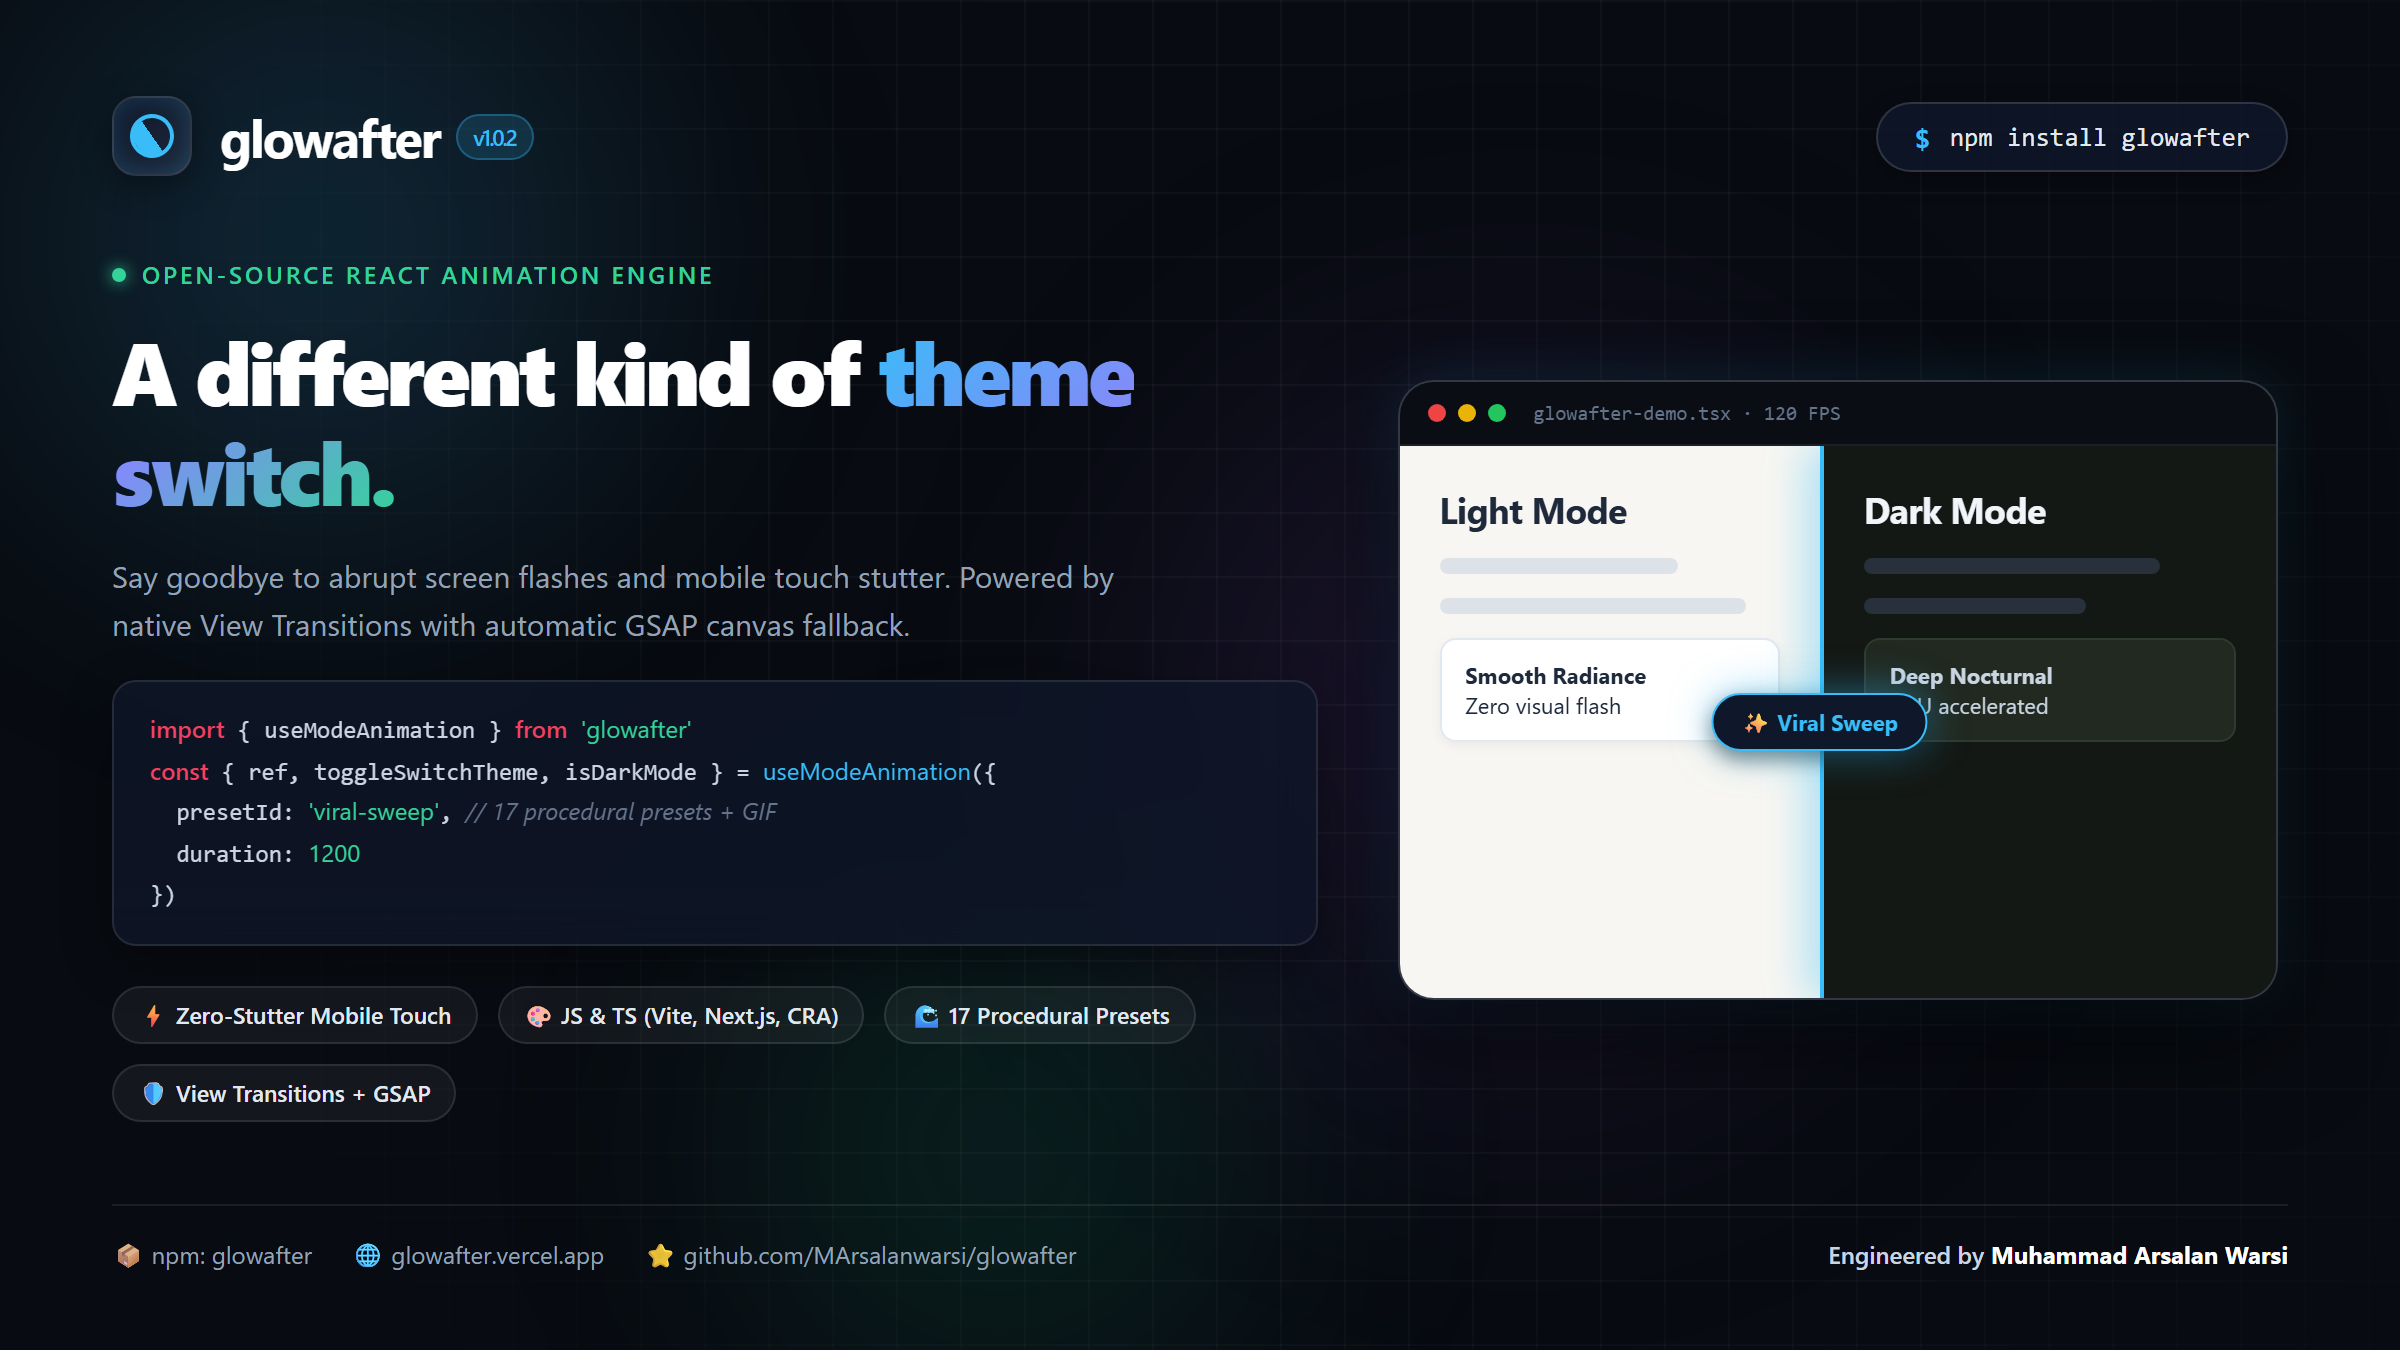 glowafter v1.0.2
$ npm install glowafter
OPEN-SOURCE REACT ANIMATION ENGINE
A different kind of theme
switch.
Say goodbye to abrupt screen flashes and mobile touch stutter. Powered by
native View Transitions with automatic GSAP canvas fallback.
import { useModeAnimation } from 'glowafter'
const { ref, toggleSwitchTheme, isDarkMode } = useModeAnimation({
presetId: 'viral-sweep', // 17 procedural presets + GIF
duration: 1200
})
Zero-Stutter Mobile Touch
JS & TS (Vite, Next.js, CRA)
17 Procedural Presets
View Transitions + GSAP
glowafter-demo.tsx · 120 FPS
Light Mode
Smooth Radiance
Zero visual flash
Dark Mode
Deep Nocturnal
accelerated
✨ Viral Sweep
npm: glowafter
glowafter.vercel.app
github.com/MArsalanwarsi/glowafter
Engineered by Muhammad Arsalan Warsi